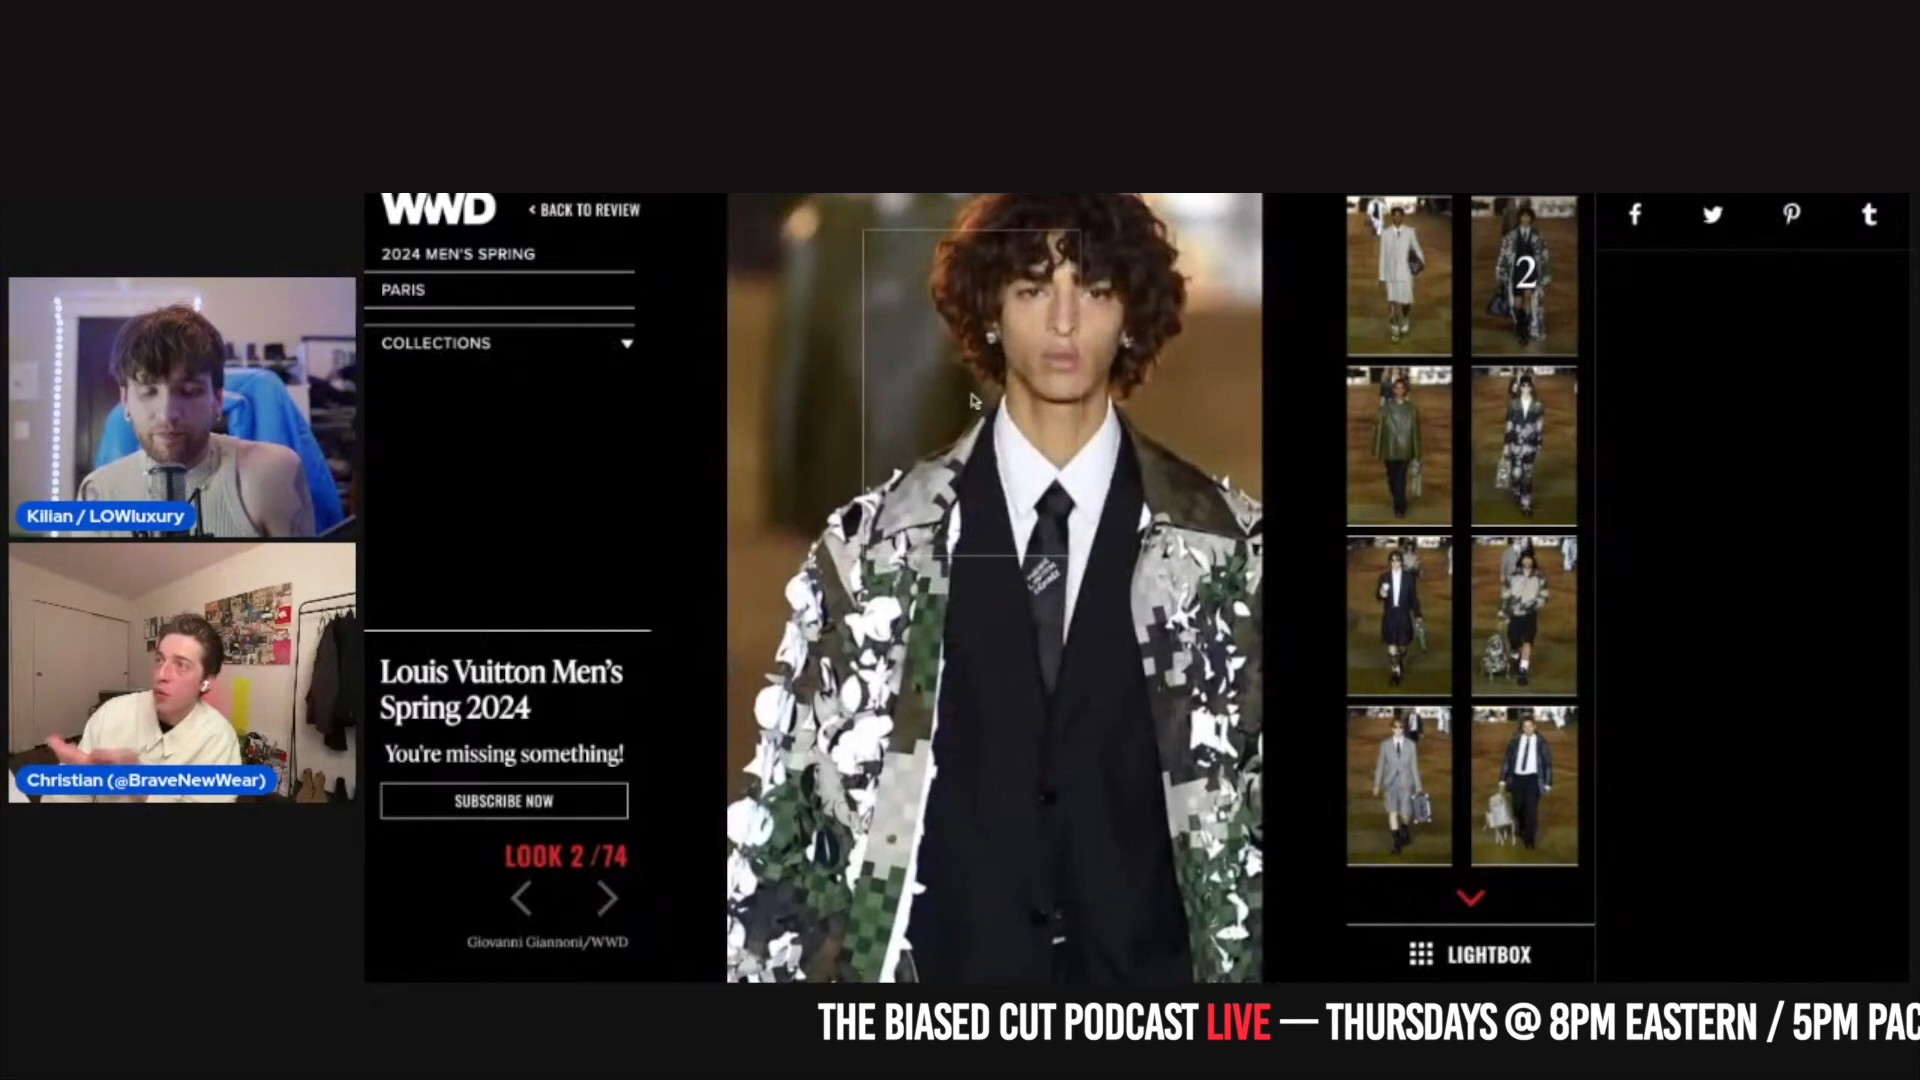 WWD
< BACK TO REVIEW
2024 MEN'S SPRING
PARIS
COLLECTIONS
Louis Vuitton Men's
Spring 2024
You're missing something!
SUBSCRIBE NOW
LOOK 2 /74
Giovanni Giannoni/WWD
2
LIGHTBOX
Kilian / LOWluxury
Christian (@BraveNewWear)
THE BIASED CUT PODCAST LIVE — THURSDAYS @ 8PM EASTERN / 5PM PAC